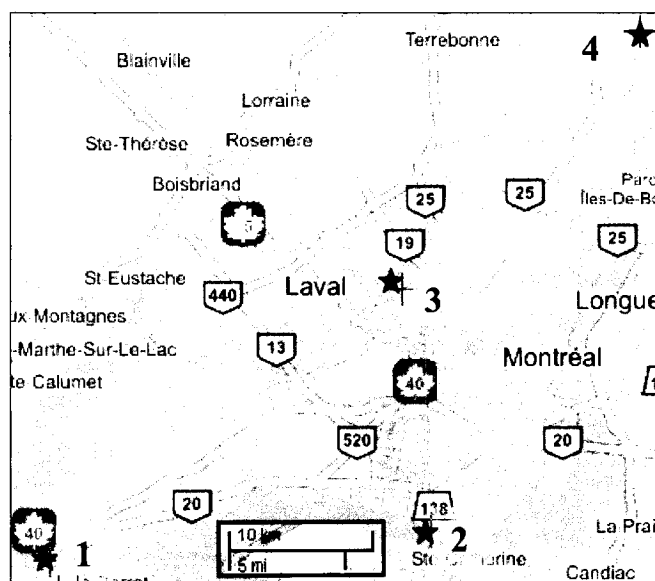 Terrebonne
4
Blainville
Lorraine
Ste-Thérèse
Rosemère
Boisbriand
25
25
Parc
Îles-De-Bo
19
25
St-Eustache
440
Laval
3
Longue
ux-Montagnes
13
-Marthe-Sur-Le-Lac
Montréal
te-Calumet
40
520
20
20
138
40
10 km
La Prai
1
2
5 mi
Candiac